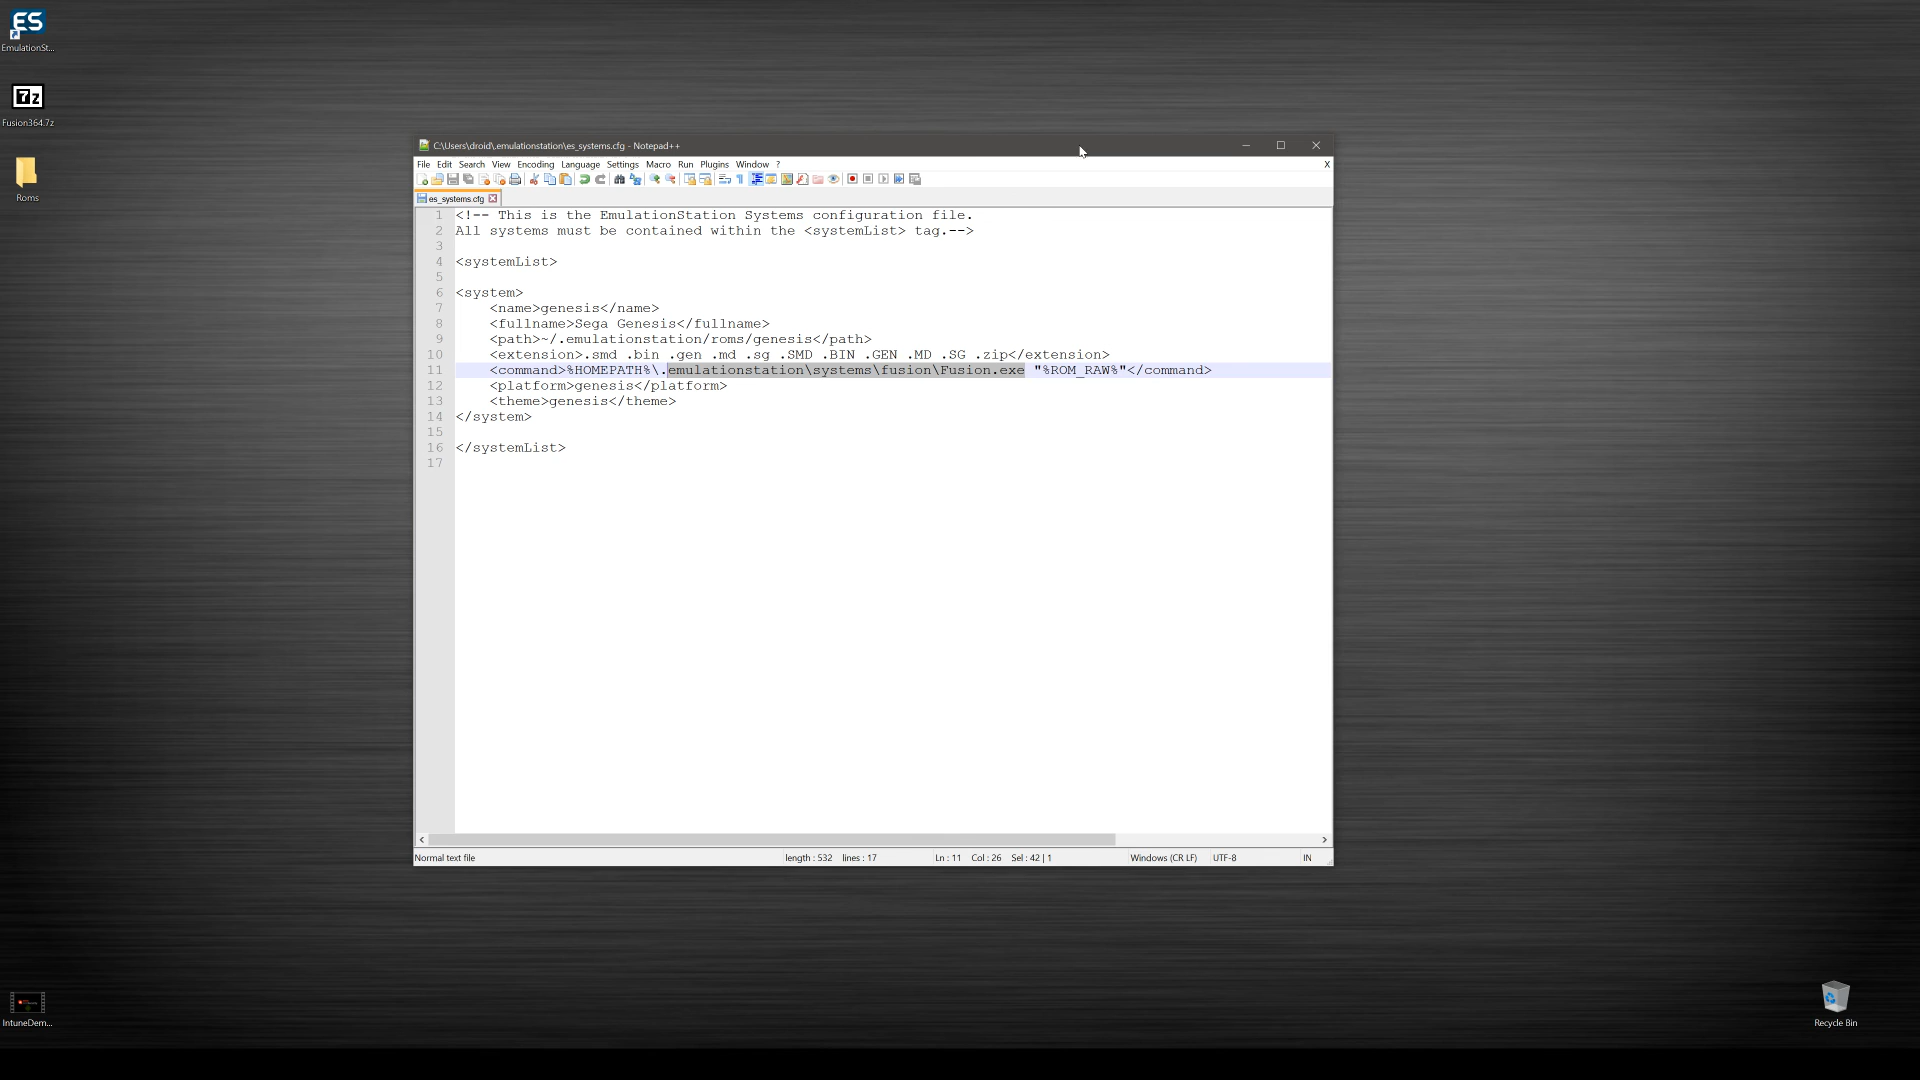 ES
EmulationSt...
7z
Fusion364.7z
Roms
C:\Users\droid\.emulationstation\es_systems.cfg - Notepad++
File Edit Search View Encoding Language Settings Macro Run Plugins Window ? X
es_systems.cfg
1 <!-- This is the EmulationStation Systems configuration file.
2 All systems must be contained within the <systemList> tag.-->
3
4 <systemList>
5
6 <system>
7 <name>genesis</name>
8 <fullname>Sega Genesis</fullname>
9 <path>~/.emulationstation/roms/genesis</path>
10 <extension>.smd .bin .gen .md .sg .SMD .BIN .GEN .MD .SG .zip</extension>
11 <command>%HOMEPATH%\.emulationstation\systems\fusion\Fusion.exe "%ROM_RAW%"</command>
12 <platform>genesis</platform>
13 <theme>genesis</theme>
14 </system>
15
16 </systemList>
17
Normal text file length : 532 lines : 17 Ln : 11 Col : 26 Sel : 42 | 1 Windows (CR LF) UTF-8 IN
IntuneDem...
Recycle Bin